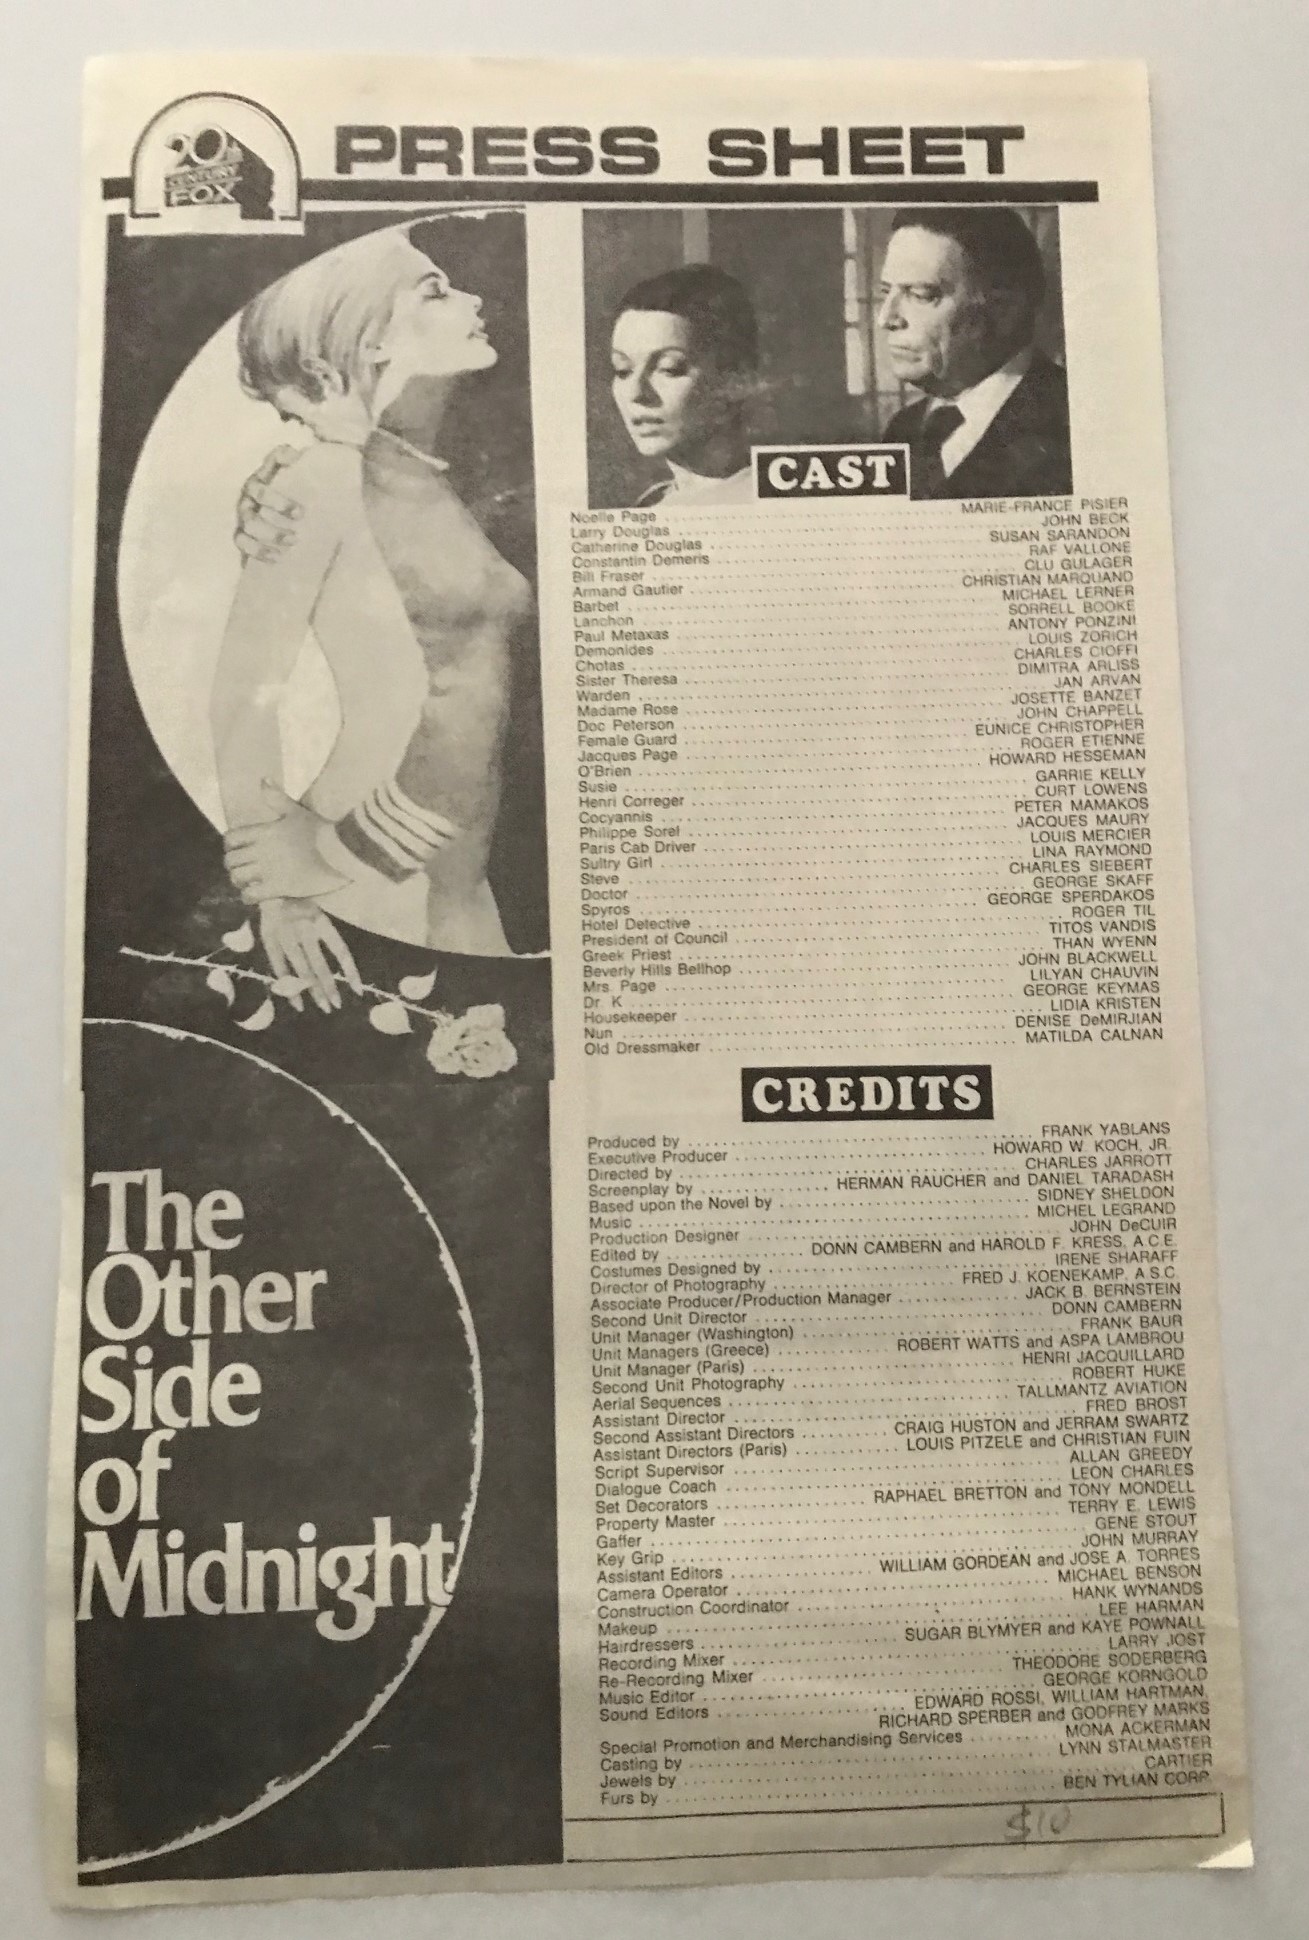 20th
CENTURY
FOX
PRESS SHEET
CAST
Noelle Page .......... MARIE-FRANCE PISIER
Larry Douglas .......... JOHN BECK
Catherine Douglas .......... SUSAN SARANDON
Constantin Demeris .......... RAF VALLONE
Bill Fraser .......... CLU GULAGER
Armand Gautier .......... CHRISTIAN MARQUAND
Barbet .......... MICHAEL LERNER
Lanchon .......... SORRELL BOOKE
Paul Metaxas .......... ANTONY PONZINI
Demonides .......... LOUIS ZORICH
Chotas .......... CHARLES CIOFFI
Sister Theresa .......... DIMITRA ARLISS
Warden .......... JAN ARVAN
Madame Rose .......... JOSETTE BANZET
Doc Peterson .......... JOHN CHAPPELL
Female Guard .......... EUNICE CHRISTOPHER
Jacques Page .......... ROGER ETIENNE
O'Brien .......... HOWARD HESSEMAN
Susie .......... GARRIE KELLY
Henri Correger .......... CURT LOWENS
Cocyannis .......... PETER MAMAKOS
Philippe Sorel .......... JACQUES MAURY
Paris Cab Driver .......... LOUIS MERCIER
Sultry Girl .......... LINA RAYMOND
Steve .......... CHARLES SIEBERT
Doctor .......... GEORGE SKAFF
Spyros .......... GEORGE SPERDAKOS
Hotel Detective .......... ROGER TIL
President of Council .......... TITOS VANDIS
Greek Priest .......... THAN WYENN
Beverly Hills Bellhop .......... JOHN BLACKWELL
Mrs. Page .......... LILYAN CHAUVIN
Dr. K .......... GEORGE KEYMAS
Housekeeper .......... LIDIA KRISTEN
Nun .......... DENISE DeMIRJIAN
Old Dressmaker .......... MATILDA CALNAN
CREDITS
Produced by .......... FRANK YABLANS
Executive Producer .......... HOWARD W. KOCH, JR.
Directed by .......... CHARLES JARROTT
Screenplay by .......... HERMAN RAUCHER and DANIEL TARADASH
Based upon the Novel by .......... SIDNEY SHELDON
Music .......... MICHEL LEGRAND
Production Designer .......... JOHN DeCUIR
Edited by .......... DONN CAMBERN and HAROLD F. KRESS, A.C.E.
Costumes Designed by .......... IRENE SHARAFF
Director of Photography .......... FRED J. KOENEKAMP, A.S.C.
Associate Producer/Production Manager .......... JACK B. BERNSTEIN
Second Unit Director .......... DONN CAMBERN
Unit Manager (Washington) .......... FRANK BAUR
Unit Managers (Greece) .......... ROBERT WATTS and ASPA LAMBROU
Unit Manager (Paris) .......... HENRI JACQUILLARD
Second Unit Photography .......... ROBERT HUKE
Aerial Sequences .......... TALLMANTZ AVIATION
Assistant Director .......... FRED BROST
Second Assistant Directors .......... CRAIG HUSTON and JERRAM SWARTZ
Assistant Directors (Paris) .......... LOUIS PITZELE and CHRISTIAN FUIN
Script Supervisor .......... ALLAN GREEDY
Dialogue Coach .......... LEON CHARLES
Set Decorators .......... RAPHAEL BRETTON and TONY MONDELL
Property Master .......... TERRY E. LEWIS
Gaffer .......... GENE STOUT
Key Grip .......... JOHN MURRAY
Assistant Editors .......... WILLIAM GORDEAN and JOSE A. TORRES
Camera Operator .......... MICHAEL BENSON
Construction Coordinator .......... HANK WYNANDS
Makeup .......... LEE HARMAN
Hairdressers .......... SUGAR BLYMYER and KAYE POWNALL
Recording Mixer .......... LARRY JOST
Re-Recording Mixer .......... THEODORE SODERBERG
Music Editor .......... GEORGE KORNGOLD
Sound Editors .......... EDWARD ROSSI, WILLIAM HARTMAN,
RICHARD SPERBER and GODFREY MARKS
Special Promotion and Merchandising Services .......... MONA ACKERMAN
Casting by .......... LYNN STALMASTER
Jewels by .......... CARTIER
Furs by .......... BEN TYLIAN CORP.
$10
The
Other
Side
of
Midnight